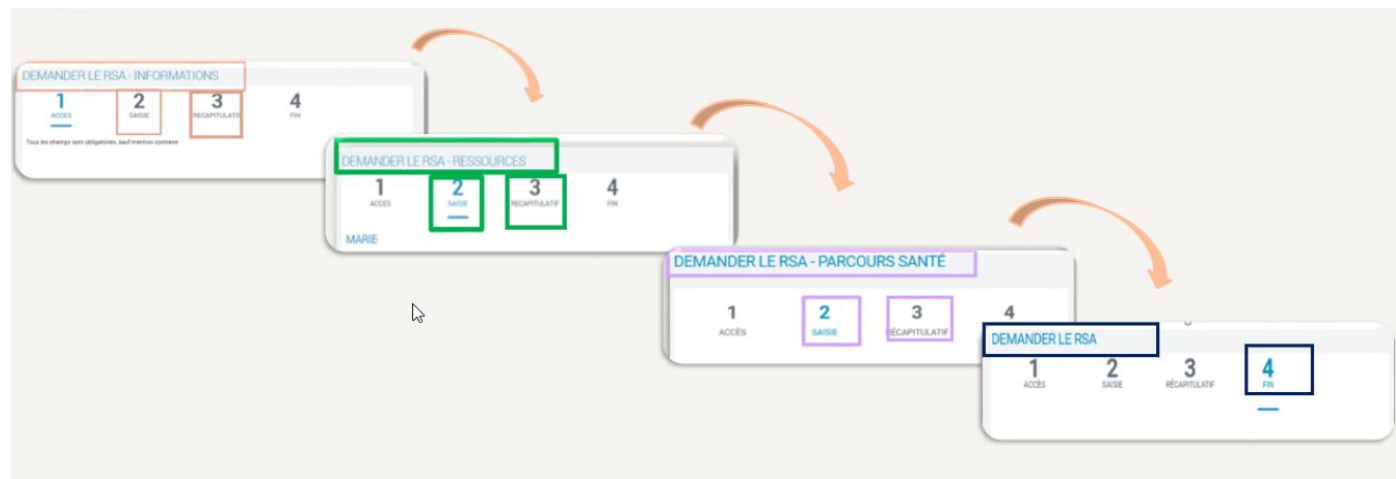 DEMANDER LE RSA - INFORMATIONS
1 2 3 4
ACCES SAISIE RECAPITULATIF FIN
Tous les champs sont obligatoires, sauf mention contraire
DEMANDER LE RSA - RESSOURCES
1 2 3 4
ACCES SAISIE RECAPITULATIF FIN
MARIE
DEMANDER LE RSA - PARCOURS SANTÉ
1 2 3 4
ACCÈS SAISIE RÉCAPITULATIF
DEMANDER LE RSA
1 2 3 4
ACCÈS SAISIE RÉCAPITULATIF FIN